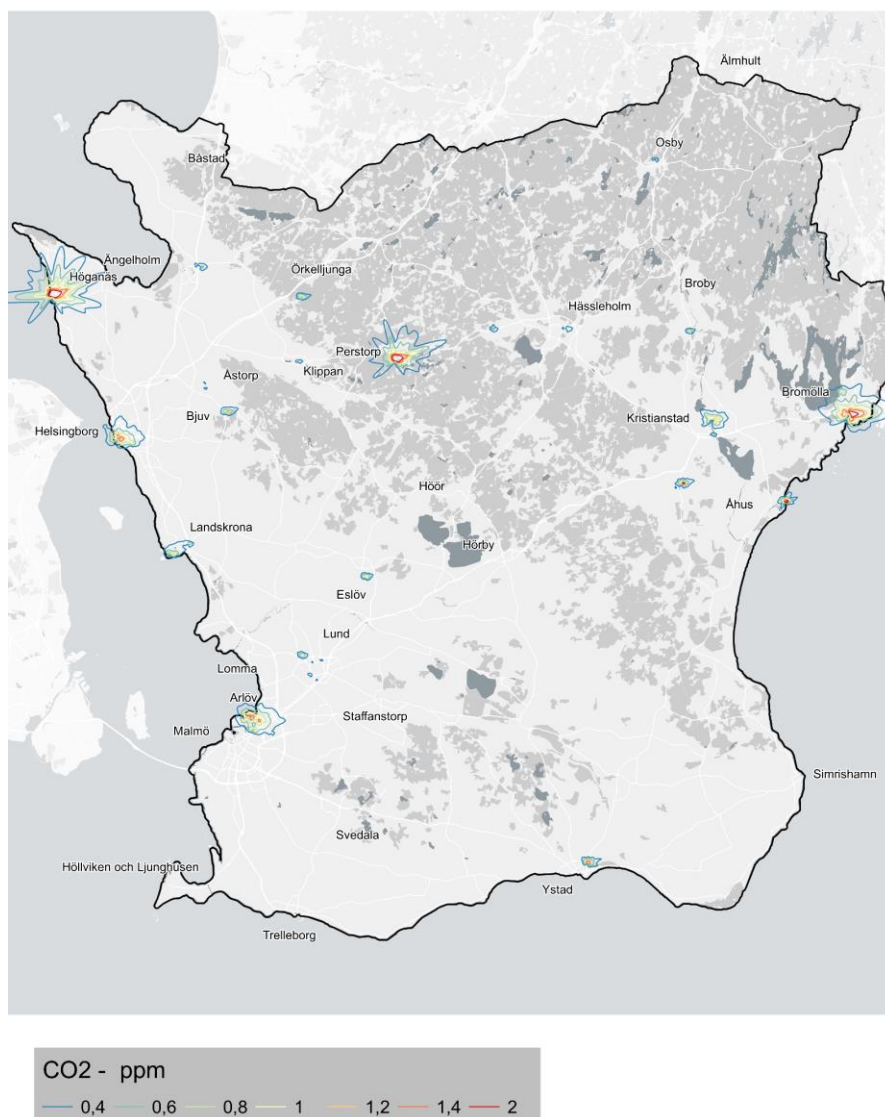 Älmhult
Osby
Båstad
Ängelholm
Höganäs
Örkelljunga
Broby
Hässleholm
Perstorp
Klippan
Åstorp
Bromölla
Bjuv
Kristianstad
Helsingborg
Höör
Åhus
Landskrona
Hörby
Eslöv
Lund
Lomma
Arlöv
Staffanstorp
Malmö
Simrishamn
Svedala
Höllviken och Ljunghusen
Ystad
Trelleborg
CO2 - ppm
0,4 0,6 0,8 1 1,2 1,4 2